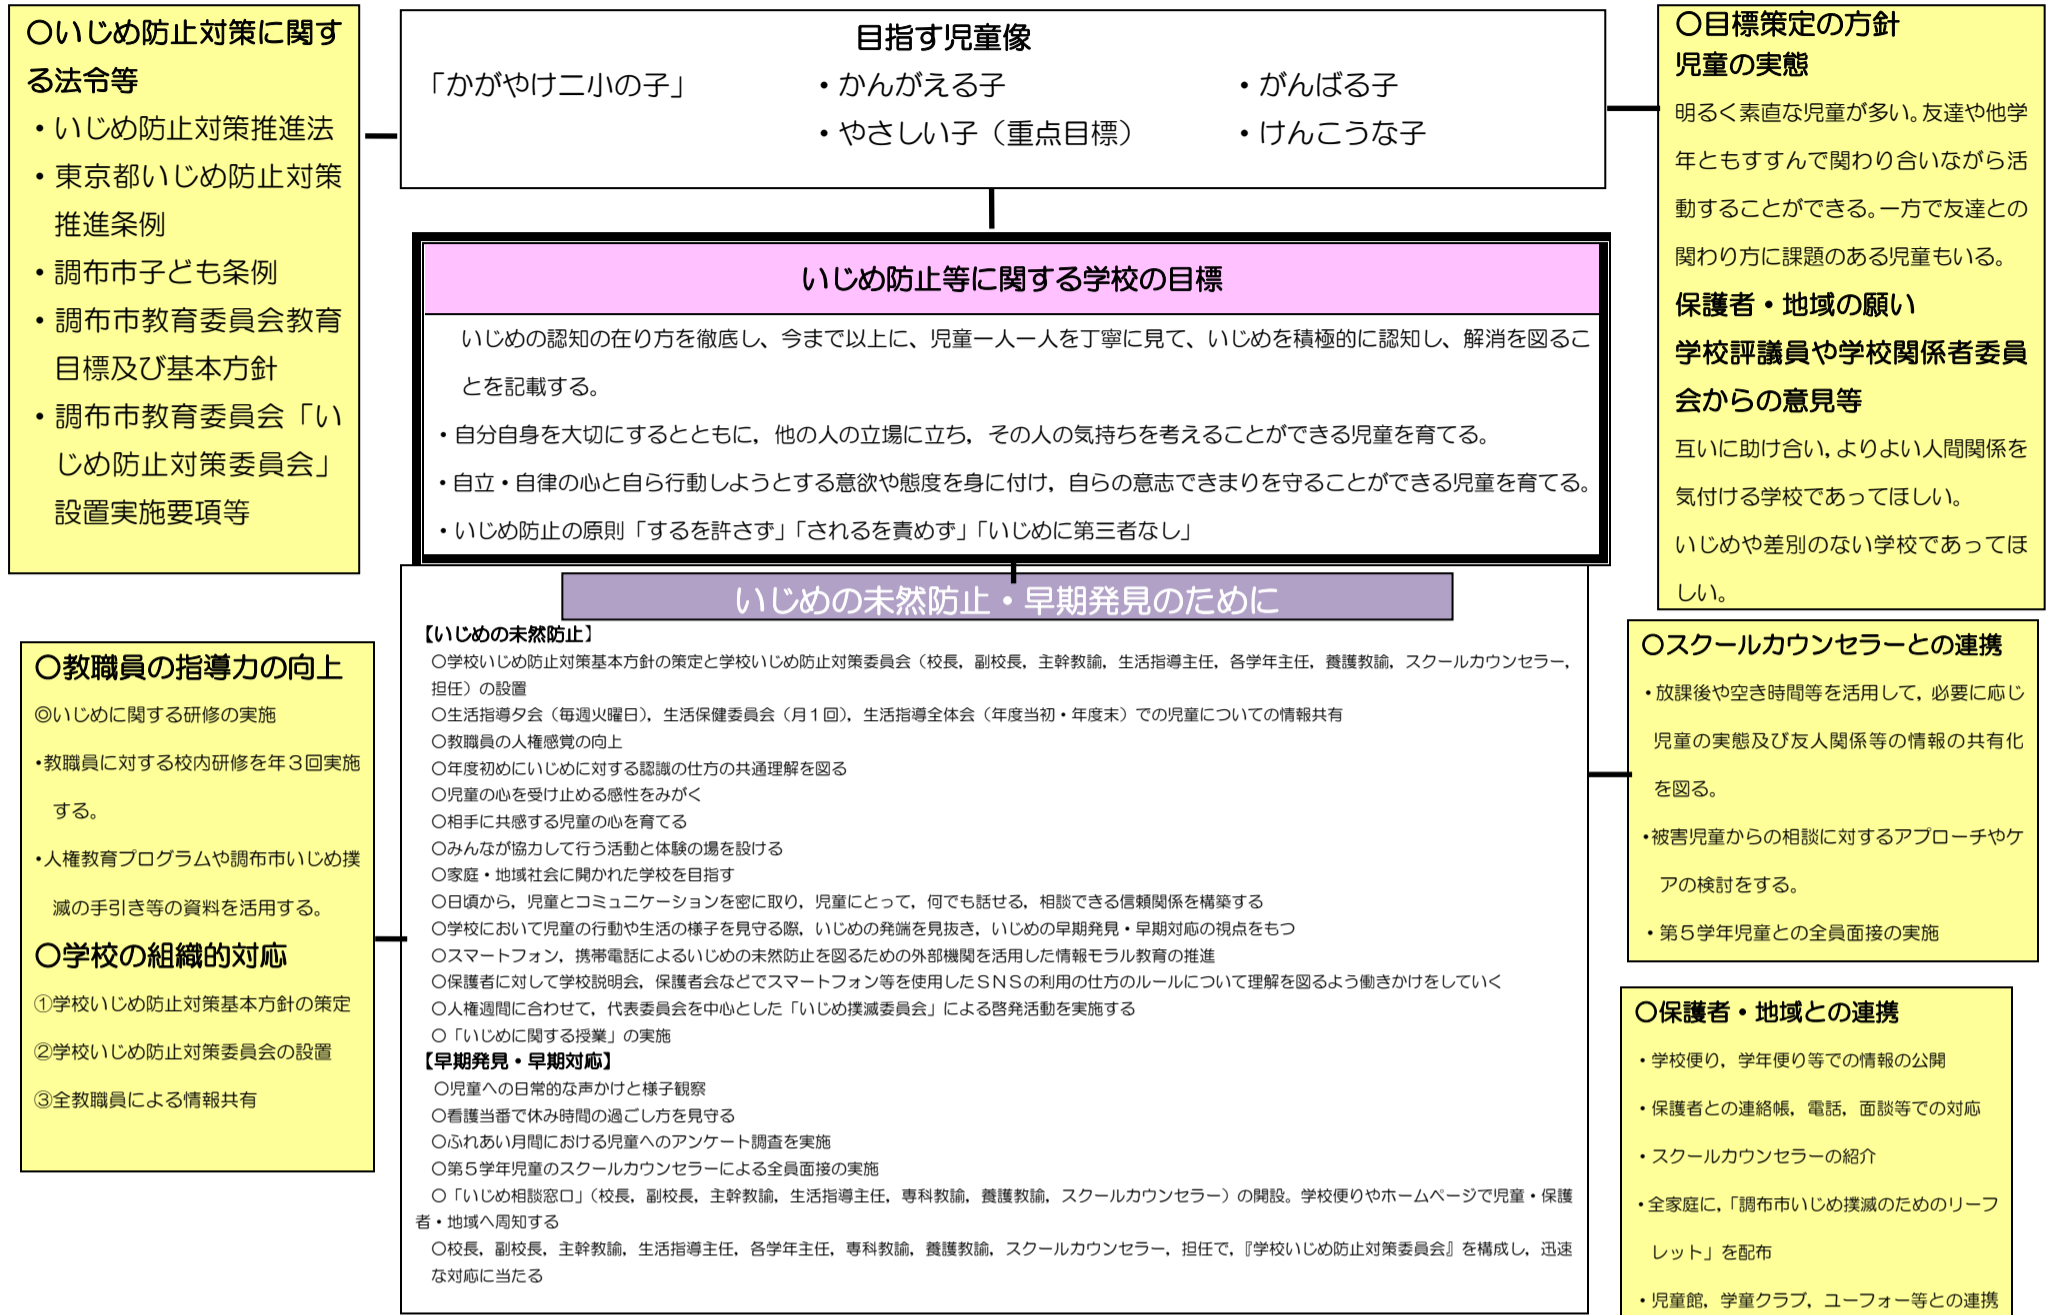 〇いじめ防止対策に関す
る法令等
・いじめ防止対策推進法
・東京都いじめ防止対策
推進条例
・調布市子ども条例
・調布市教育委員会教育
目標及び基本方針
・調布市教育委員会「い
じめ防止対策委員会」
設置実施要項等
目指す児童像
「かがやけ二小の子」 ・かんがえる子 ・がんばる子
・やさしい子（重点目標） ・けんこうな子
〇目標策定の方針
児童の実態
明るく素直な児童が多い。友達や他学
年ともすすんで関わり合いながら活
動することができる。一方で友達との
関わり方に課題のある児童もいる。
保護者・地域の願い
学校評議員や学校関係者委員
会からの意見等
互いに助け合い，よりよい人間関係を
気付ける学校であってほしい。
いじめや差別のない学校であってほ
しい。
いじめ防止等に関する学校の目標
いじめの認知の在り方を徹底し、今まで以上に、児童一人一人を丁寧に見て、いじめを積極的に認知し、解消を図るこ
とを記載する。
・自分自身を大切にするとともに，他の人の立場に立ち，その人の気持ちを考えることができる児童を育てる。
・自立・自律の心と自ら行動しようとする意欲や態度を身に付け，自らの意志できまりを守ることができる児童を育てる。
・いじめ防止の原則「するを許さず」「されるを責めず」「いじめに第三者なし」
いじめの未然防止・早期発見のために
【いじめの未然防止】
〇学校いじめ防止対策基本方針の策定と学校いじめ防止対策委員会（校長，副校長，主幹教諭，生活指導主任，各学年主任，養護教諭，スクールカウンセラー，
担任）の設置
〇生活指導夕会（毎週火曜日），生活保健委員会（月１回），生活指導全体会（年度当初・年度末）での児童についての情報共有
〇教職員の人権感覚の向上
〇年度初めにいじめに対する認識の仕方の共通理解を図る
〇児童の心を受け止める感性をみがく
〇相手に共感する児童の心を育てる
〇みんなが協力して行う活動と体験の場を設ける
〇家庭・地域社会に開かれた学校を目指す
〇日頃から，児童とコミュニケーションを密に取り，児童にとって，何でも話せる，相談できる信頼関係を構築する
〇学校において児童の行動や生活の様子を見守る際，いじめの発端を見抜き，いじめの早期発見・早期対応の視点をもつ
〇スマートフォン，携帯電話によるいじめの未然防止を図るための外部機関を活用した情報モラル教育の推進
〇保護者に対して学校説明会，保護者会などでスマートフォン等を使用したＳＮＳの利用の仕方のルールについて理解を図るよう働きかけをしていく
〇人権週間に合わせて，代表委員会を中心とした「いじめ撲滅委員会」による啓発活動を実施する
〇「いじめに関する授業」の実施
【早期発見・早期対応】
〇児童への日常的な声かけと様子観察
〇看護当番で休み時間の過ごし方を見守る
〇ふれあい月間における児童へのアンケート調査を実施
〇第５学年児童のスクールカウンセラーによる全員面接の実施
〇「いじめ相談窓口」（校長，副校長，主幹教諭，生活指導主任，専科教諭，養護教諭，スクールカウンセラー）の開設。学校便りやホームページで児童・保護
者・地域へ周知する
〇校長，副校長，主幹教諭，生活指導主任，各学年主任，専科教諭，養護教諭，スクールカウンセラー，担任で，『学校いじめ防止対策委員会』を構成し，迅速
な対応に当たる
〇教職員の指導力の向上
◎いじめに関する研修の実施
・教職員に対する校内研修を年３回実施
する。
・人権教育プログラムや調布市いじめ撲
滅の手引き等の資料を活用する。
〇学校の組織的対応
①学校いじめ防止対策基本方針の策定
②学校いじめ防止対策委員会の設置
③全教職員による情報共有
〇スクールカウンセラーとの連携
・放課後や空き時間等を活用して，必要に応じ
児童の実態及び友人関係等の情報の共有化
を図る。
・被害児童からの相談に対するアプローチやケ
アの検討をする。
・第５学年児童との全員面接の実施
〇保護者・地域との連携
・学校便り，学年便り等での情報の公開
・保護者との連絡帳，電話，面談等での対応
・スクールカウンセラーの紹介
・全家庭に，「調布市いじめ撲滅のためのリーフ
レット」を配布
・児童館，学童クラブ，ユーフォー等との連携